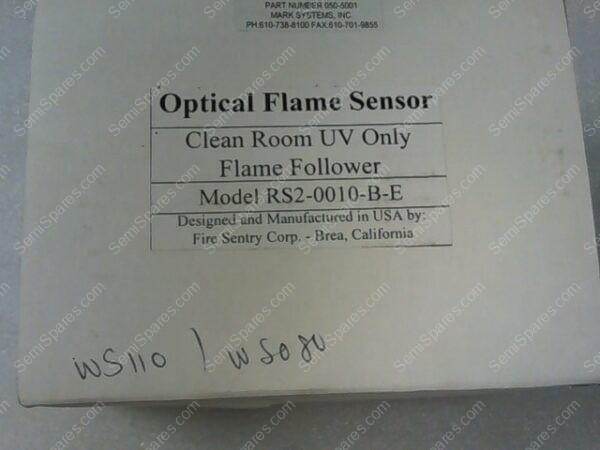 PART NUMBER 050-5001
MARK SYSTEMS, INC.
PH:610-738-8100 FAX:610-701-9855
Optical Flame Sensor
Clean Room UV Only
Flame Follower
Model RS2-0010-B-E
Designed and Manufactured in USA by:
Fire Sentry Corp. - Brea, California
WS110 / WS080
SemiSpares.com